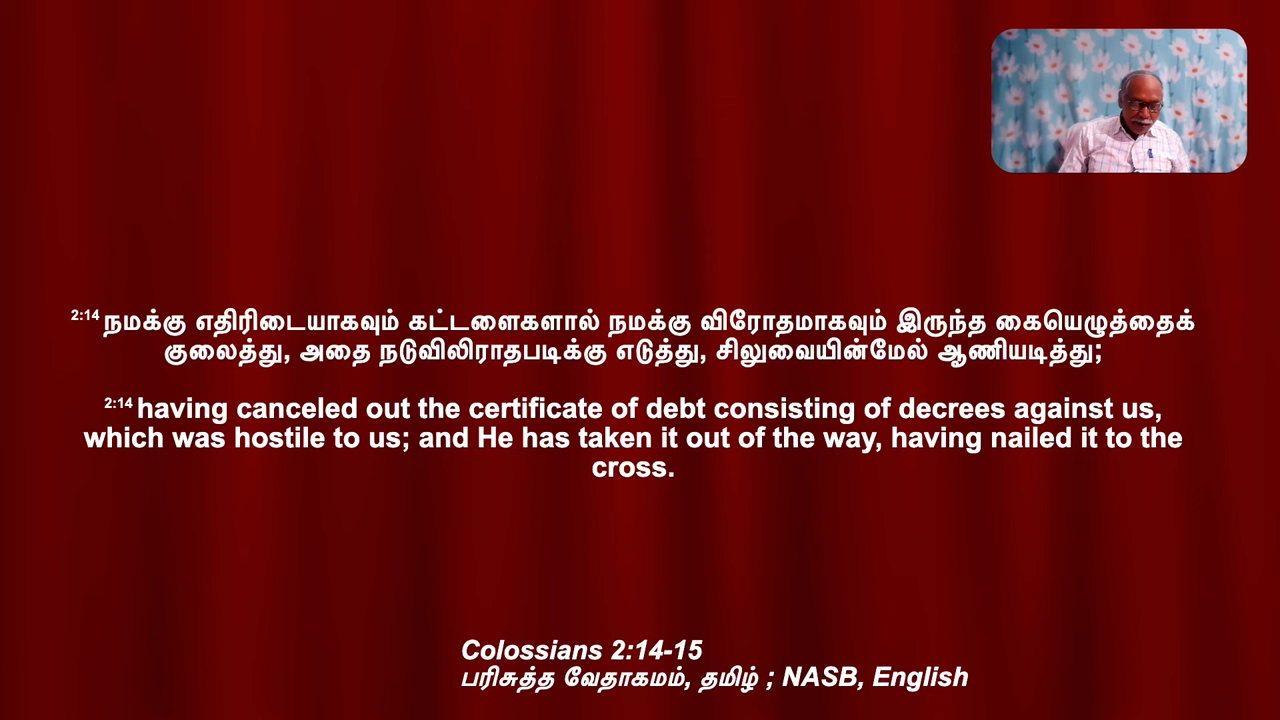 2:14 நமக்கு எதிரிடையாகவும் கட்டளைகளால் நமக்கு விரோதமாகவும் இருந்த கையெழுத்தைக்
குலைத்து, அதை நடுவிலிராதபடிக்கு எடுத்து, சிலுவையின்மேல் ஆணியடித்து;
2:14 having canceled out the certificate of debt consisting of decrees against us,
which was hostile to us; and He has taken it out of the way, having nailed it to the
cross.
Colossians 2:14-15
பரிசுத்த வேதாகமம், தமிழ் ; NASB, English